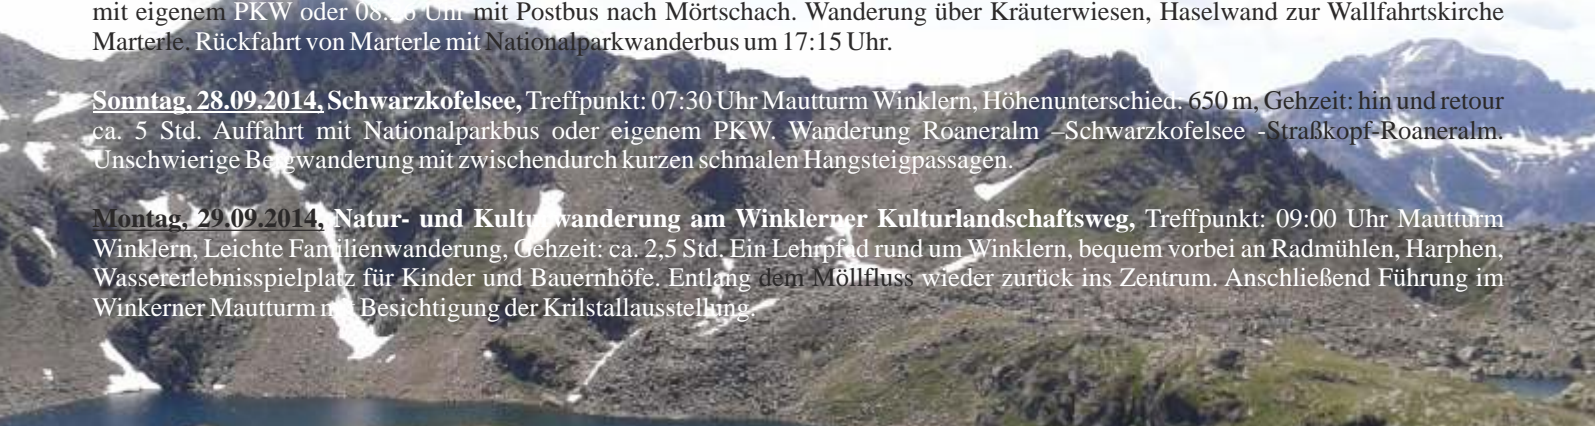 mit eigenem PKW oder Uhr mit Postbus nach Mörtschach. Wanderung über Kräuterwiesen, Haselwand zur Wallfahrtskirche
Marterle. Rückfahrt von Marterle mit Nationalparkwanderbus um 17:15 Uhr.
Sonntag, 28.09.2014, Schwarzkofelsee, Treffpunkt: 07:30 Uhr Mautturm Winklern, Höhenunterschied. 650 m, Gehzeit: hin und retour
ca. 5 Std. Auffahrt mit Nationalparkbus oder eigenem PKW. Wanderung Roaneralm –Schwarzkofelsee -Straßkopf-Roaneralm.
Unschwierige Bergwanderung mit zwischendurch kurzen schmalen Hangsteigpassagen.
Montag, 29.09.2014, Natur- und Kulturwanderung am Winklerner Kulturlandschaftsweg, Treffpunkt: 09:00 Uhr Mautturm
Winklern, Leichte Familienwanderung, Gehzeit: ca. 2,5 Std. Ein Lehrpfad rund um Winklern, bequem vorbei an Radmühlen, Harphen,
Wassererlebnisspielplatz für Kinder und Bauernhöfe. Entlang dem Möllfluss wieder zurück ins Zentrum. Anschließend Führung im
Winkerner Mautturm mit Besichtigung der Krilstallausstellung.